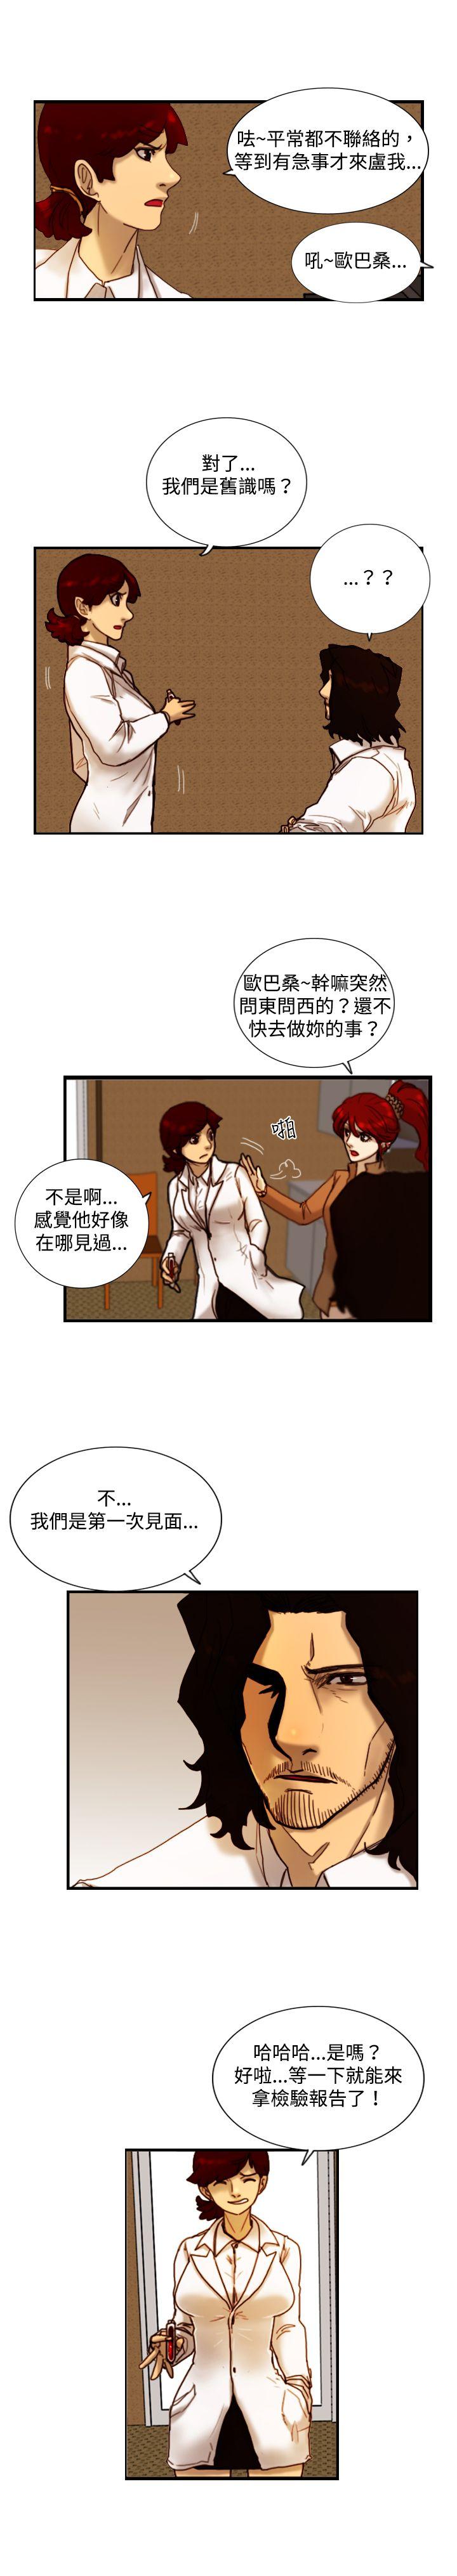 呿~平常都不聯絡的，
等到有急事才來盧我...
吼~歐巴桑...
對了...
我們是舊識嗎？
...？？
歐巴桑~幹嘛突然
問東問西的？還不
快去做妳的事？
啪
不是啊...
感覺他好像
在哪見過...
不...
我們是第一次見面...
哈哈哈...是嗎？
好啦...等一下就能來
拿檢驗報告了！